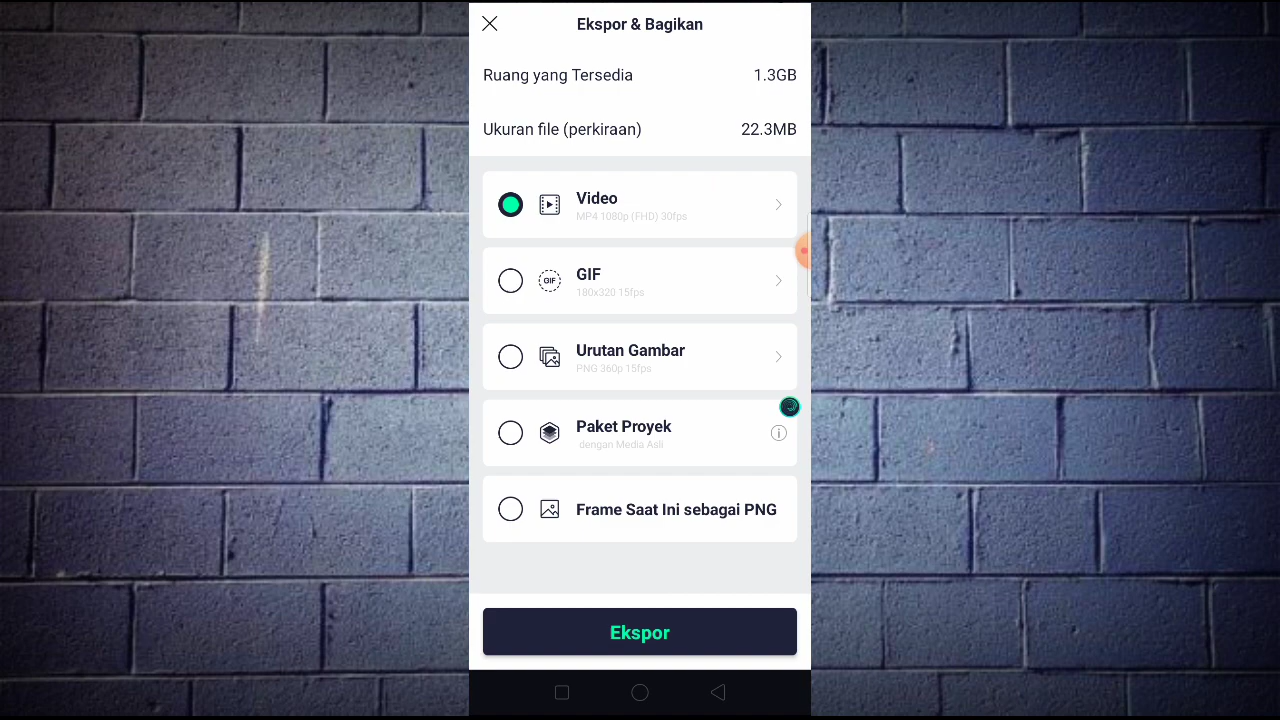 Ekspor & Bagikan
Ruang yang Tersedia 1.3GB
Ukuran file (perkiraan) 22.3MB
Video
MP4 1080p (FHD) 30fps
GIF
GIF
180x320 15fps
Urutan Gambar
PNG 360p 15fps
Paket Proyek
dengan Media Asli
Frame Saat Ini sebagai PNG
Ekspor